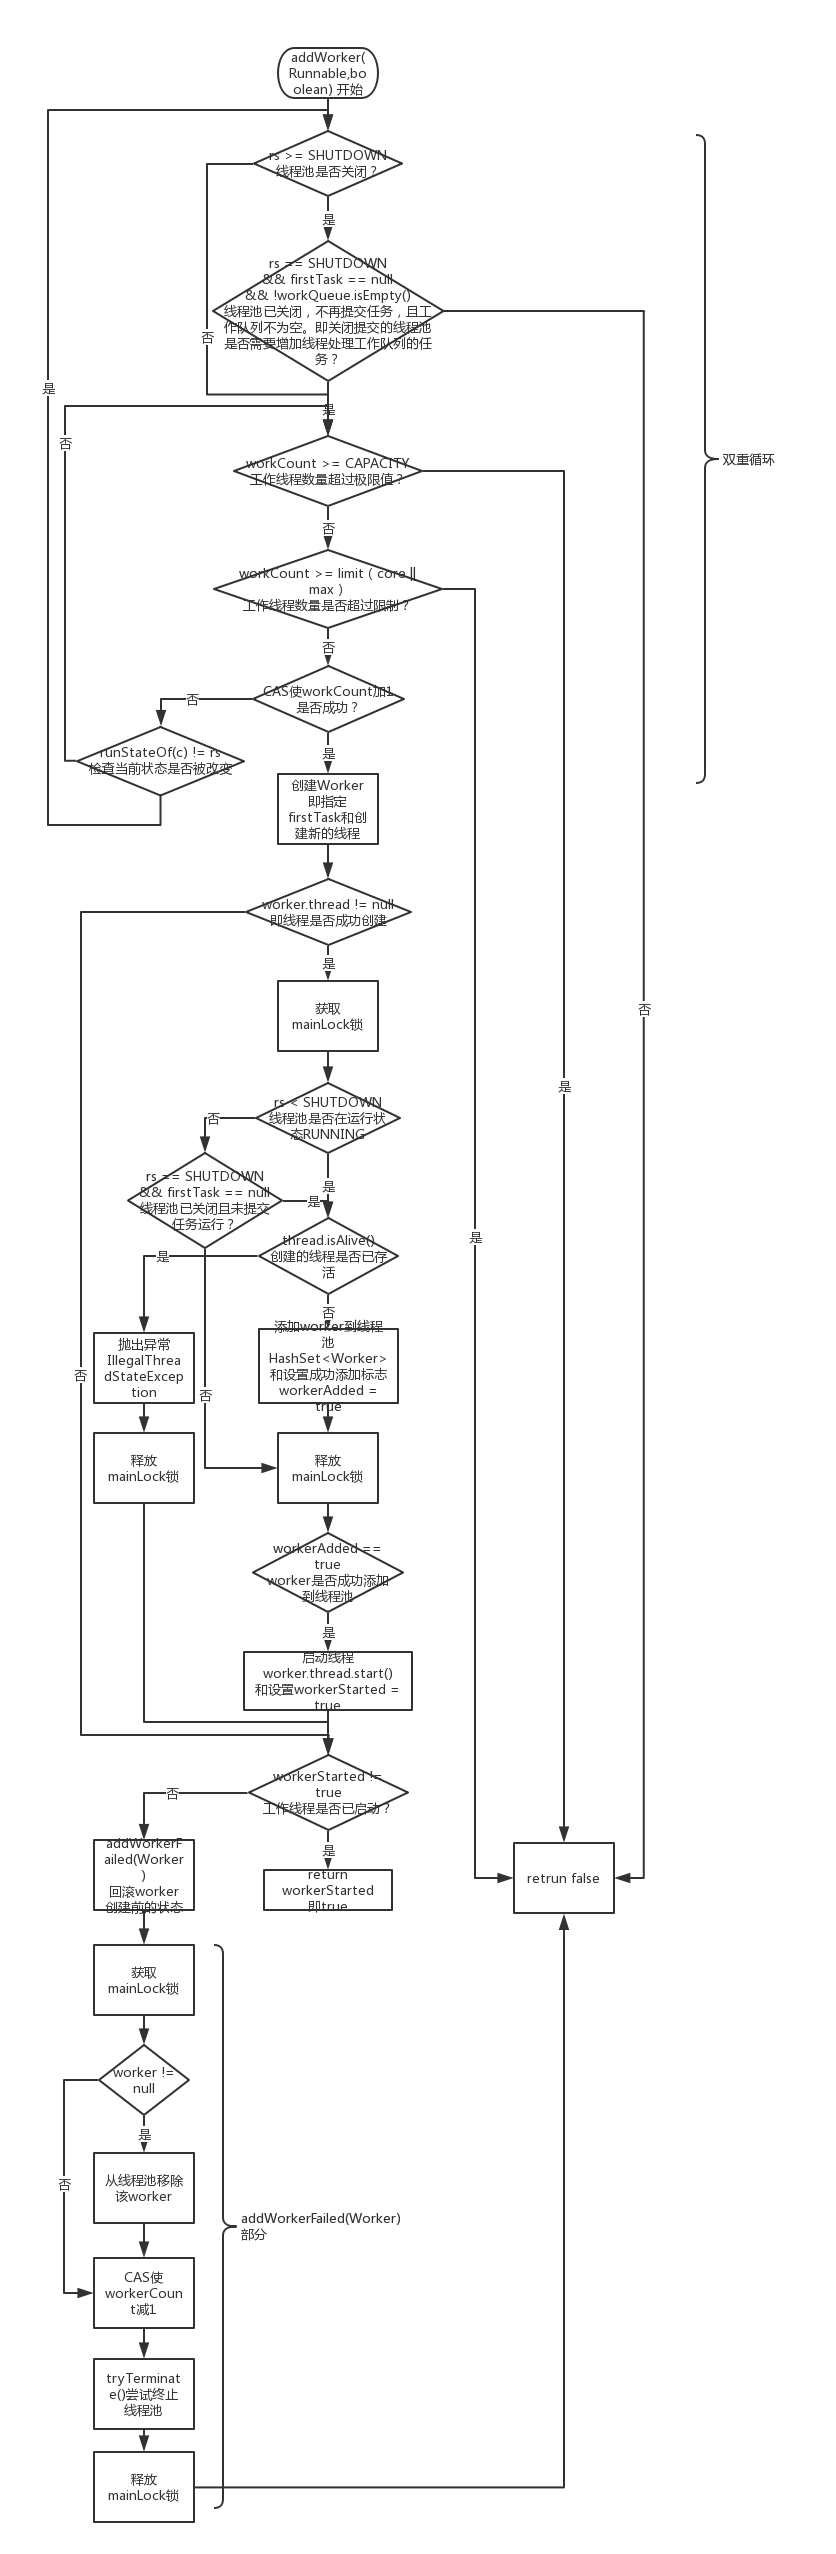 addWorker(
Runnable,bo
olean) 开始
rs >= SHUTDOWN
线程池是否关闭？
是
rs == SHUTDOWN
&& firstTask == null
&& !workQueue.isEmpty()
线程池已关闭，不再提交任务，且工
作队列不为空。即关闭提交的线程池
是否需要增加线程处理工作队列的任
务？
否
是
是
否
workCount >= CAPACITY
工作线程数量超过极限值？
双重循环
否
workCount >= limit（core ||
max）
工作线程数量是否超过限制？
否
CAS使workCount加1
是否成功？
否
runStateOf(c) != rs
检查当前状态是否被改变
是
创建Worker
即指定
firstTask和创
建新的线程
worker.thread != null
即线程是否成功创建
是
获取
mainLock锁
否
是
rs < SHUTDOWN
线程池是否在运行状
态RUNNING
否
rs == SHUTDOWN
&& firstTask == null
线程池已关闭且未提交
任务运行？
是
是
thread.isAlive()
创建的线程是否已存
活
是
是
否
抛出异常
IllegalThrea
dStateExcep
tion
添加worker到线程
池
HashSet<Worker>
和设置成功添加标志
workerAdded =
true
否
否
释放
mainLock锁
释放
mainLock锁
workerAdded ==
true
worker是否成功添加
到线程池
是
启动线程
worker.thread.start()
和设置workerStarted =
true
workerStarted !=
true
工作线程是否已启动？
否
是
addWorkerF
ailed(Worker
)
回滚worker
创建前的状态
return
workerStarted
即true
retrun false
获取
mainLock锁
worker !=
null
是
否
从线程池移除
该worker
addWorkerFailed(Worker)
部分
CAS使
workerCoun
t减1
tryTerminat
e()尝试终止
线程池
释放
mainLock锁